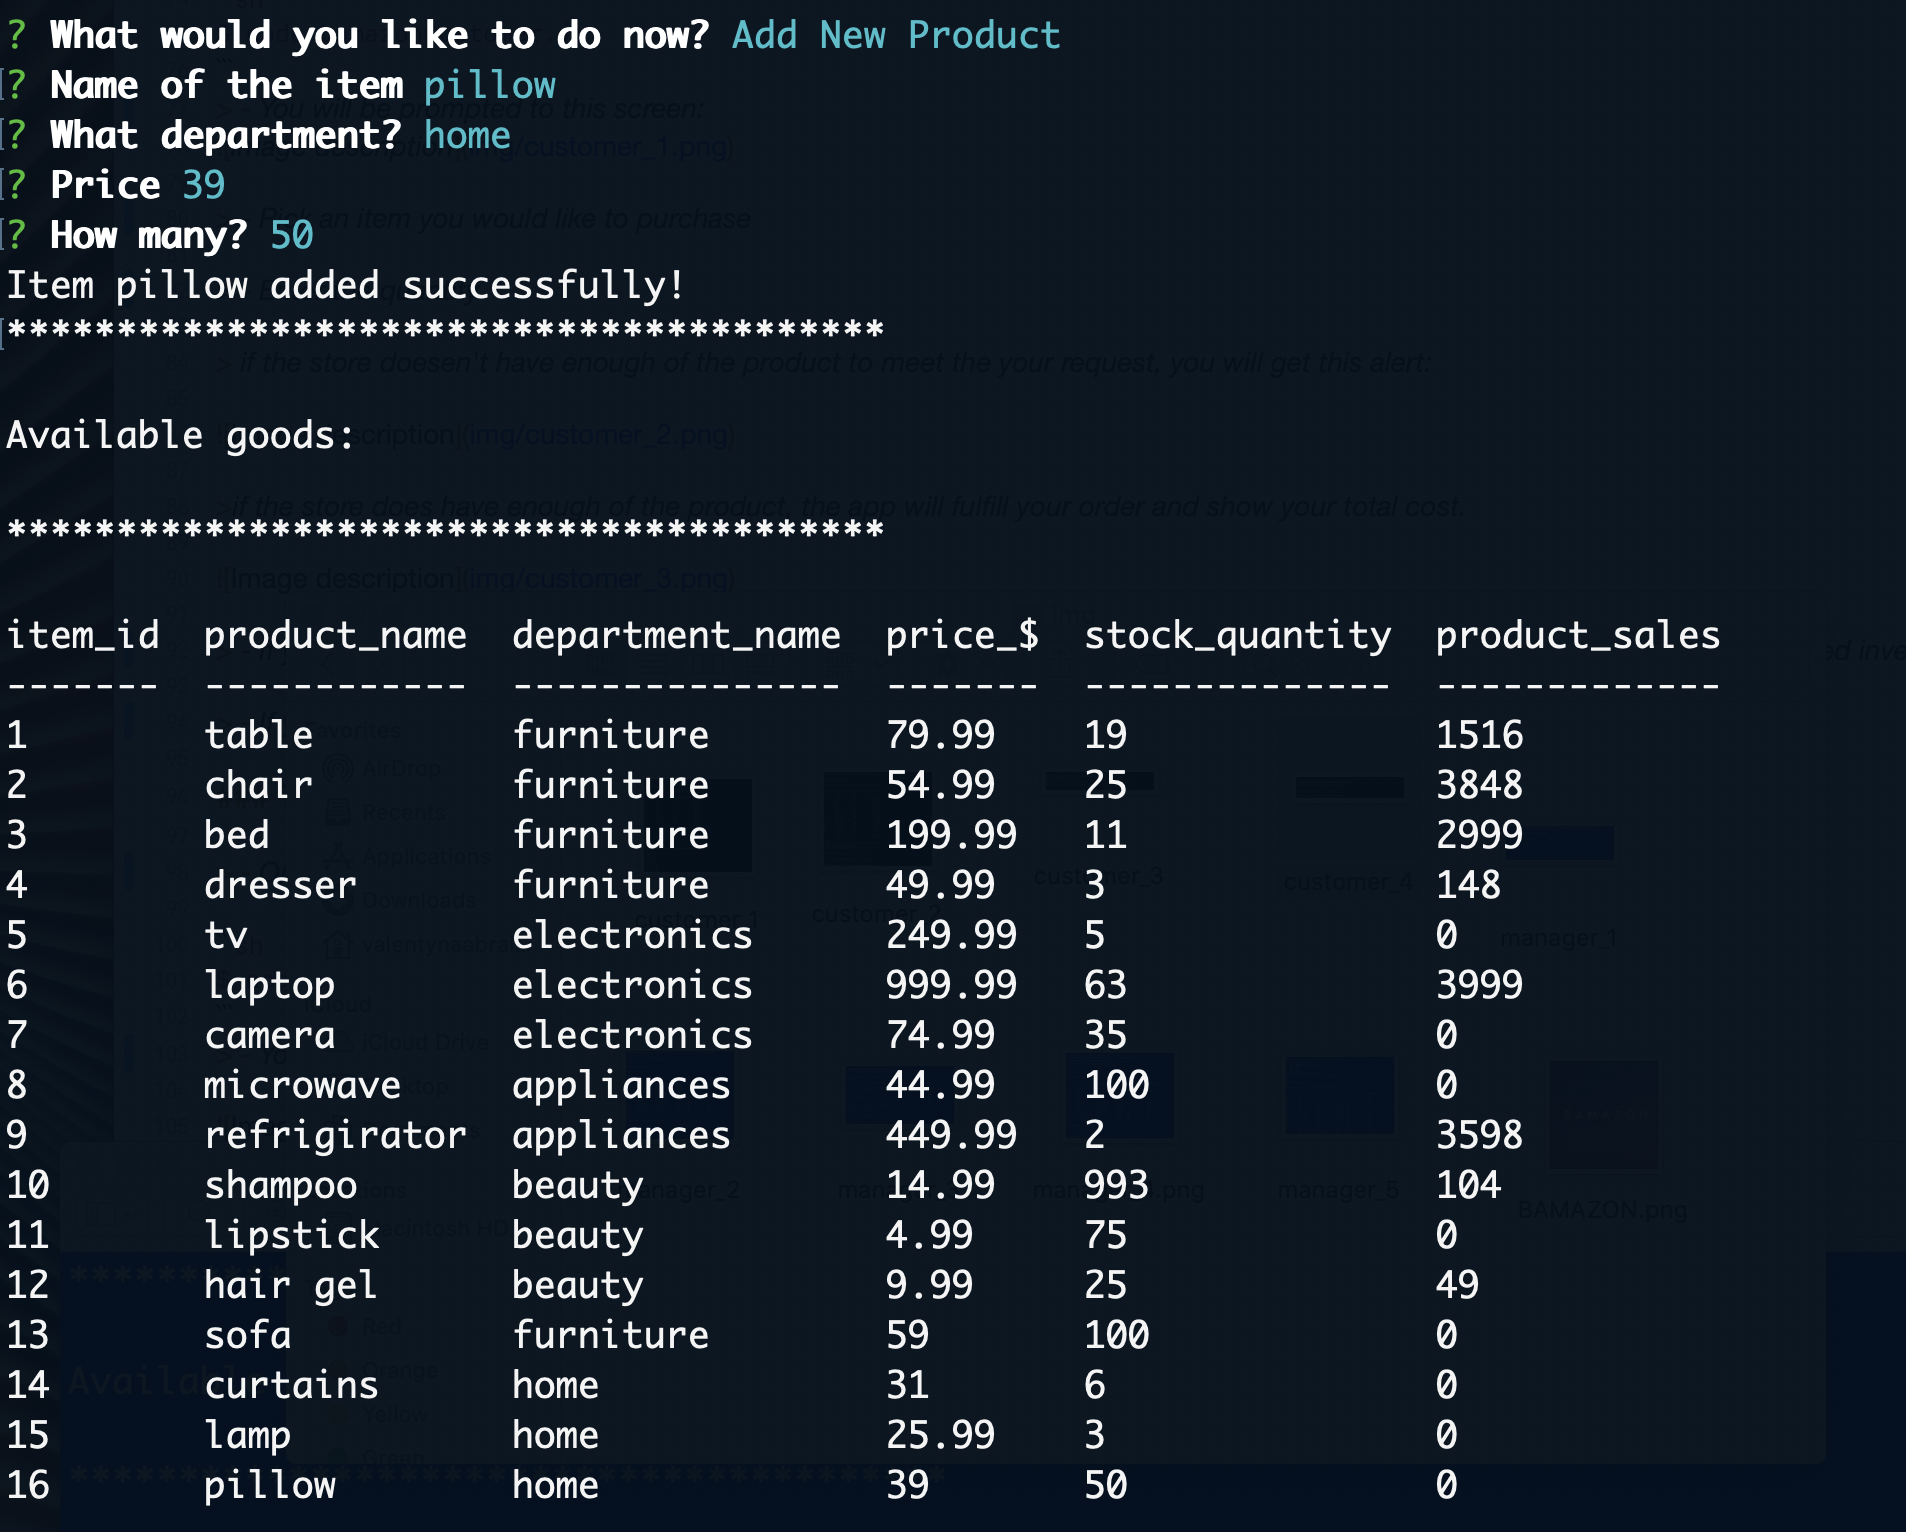 ? What would you like to do now? Add New Product
? Name of the item pillow
? What department? home
? Price 39
? How many? 50
Item pillow added successfully!
****************************************
Available goods:
****************************************
item_id  product_name  department_name  price_$  stock_quantity  product_sales
-------  ------------  ---------------  -------  --------------  -------------
1        table         furniture        79.99    19              1516
2        chair         furniture        54.99    25              3848
3        bed           furniture        199.99   11              2999
4        dresser       furniture        49.99    3               148
5        tv            electronics      249.99   5               0
6        laptop        electronics      999.99   63              3999
7        camera        electronics      74.99    35              0
8        microwave     appliances       44.99    100             0
9        refrigirator  appliances       449.99   2               3598
10       shampoo       beauty           14.99    993             104
11       lipstick      beauty           4.99     75              0
12       hair gel      beauty           9.99     25              49
13       sofa          furniture        59       100             0
14       curtains      home             31       6               0
15       lamp          home             25.99    3               0
16       pillow        home             39       50              0